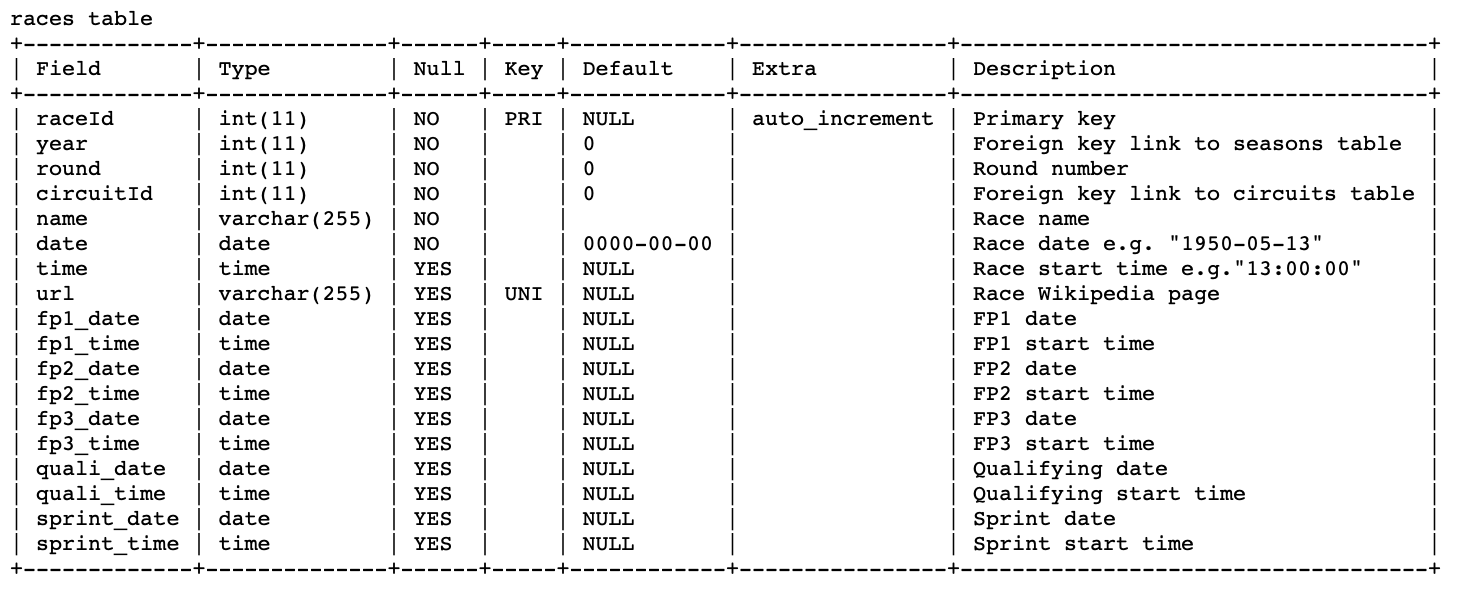 races table
+-------------+--------------+------+-----+------------+----------------+------------------------------------+
| Field       | Type         | Null | Key | Default    | Extra          | Description                        |
+-------------+--------------+------+-----+------------+----------------+------------------------------------+
| raceId      | int(11)      | NO   | PRI | NULL       | auto_increment | Primary key                        |
| year        | int(11)      | NO   |     | 0          |                | Foreign key link to seasons table  |
| round       | int(11)      | NO   |     | 0          |                | Round number                       |
| circuitId   | int(11)      | NO   |     | 0          |                | Foreign key link to circuits table |
| name        | varchar(255) | NO   |     |            |                | Race name                          |
| date        | date         | NO   |     | 0000-00-00 |                | Race date e.g. "1950-05-13"        |
| time        | time         | YES  |     | NULL       |                | Race start time e.g."13:00:00"     |
| url         | varchar(255) | YES  | UNI | NULL       |                | Race Wikipedia page                |
| fp1_date    | date         | YES  |     | NULL       |                | FP1 date                           |
| fp1_time    | time         | YES  |     | NULL       |                | FP1 start time                     |
| fp2_date    | date         | YES  |     | NULL       |                | FP2 date                           |
| fp2_time    | time         | YES  |     | NULL       |                | FP2 start time                     |
| fp3_date    | date         | YES  |     | NULL       |                | FP3 date                           |
| fp3_time    | time         | YES  |     | NULL       |                | FP3 start time                     |
| quali_date  | date         | YES  |     | NULL       |                | Qualifying date                    |
| quali_time  | time         | YES  |     | NULL       |                | Qualifying start time              |
| sprint_date | date         | YES  |     | NULL       |                | Sprint date                        |
| sprint_time | time         | YES  |     | NULL       |                | Sprint start time                  |
+-------------+--------------+------+-----+------------+----------------+------------------------------------+